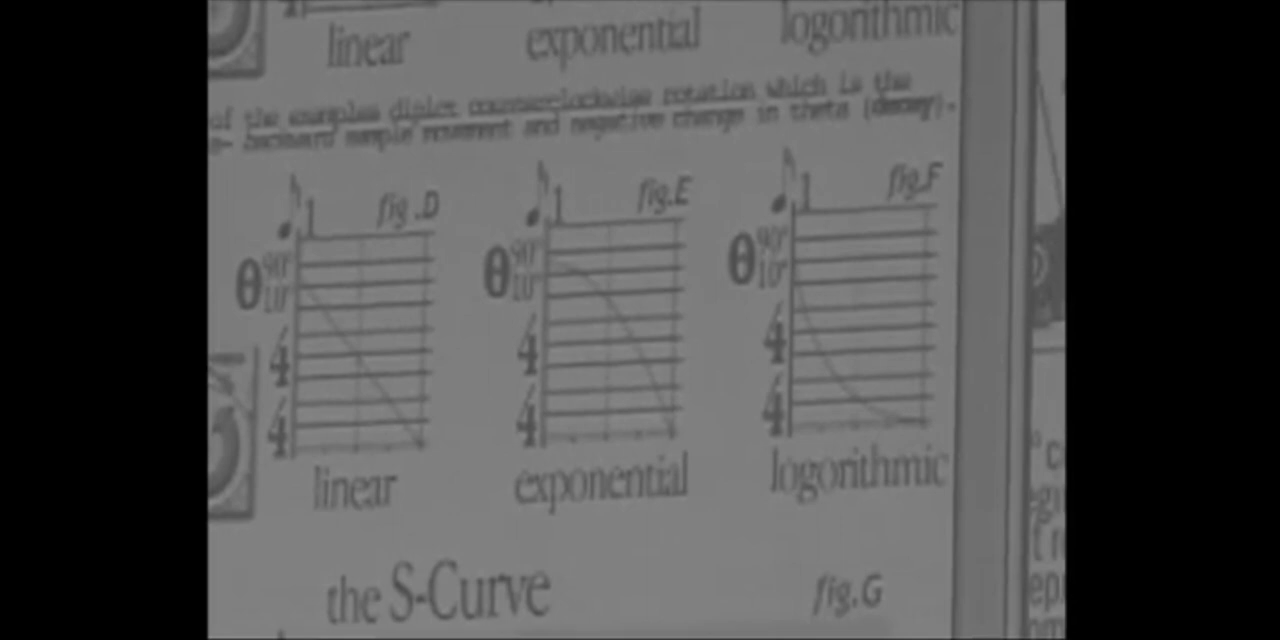 linear exponential logorithmic
of the examples dipict counterclockwise rotation which is the
backward sample movement and negative change in theta (decay).
1 fig.D 1 fig.E 1 fig.F
θ 90° θ 90° θ 90°
10° 10° 10°
4 4 4
4 4 4
linear exponential logorithmic
the S-Curve fig.G